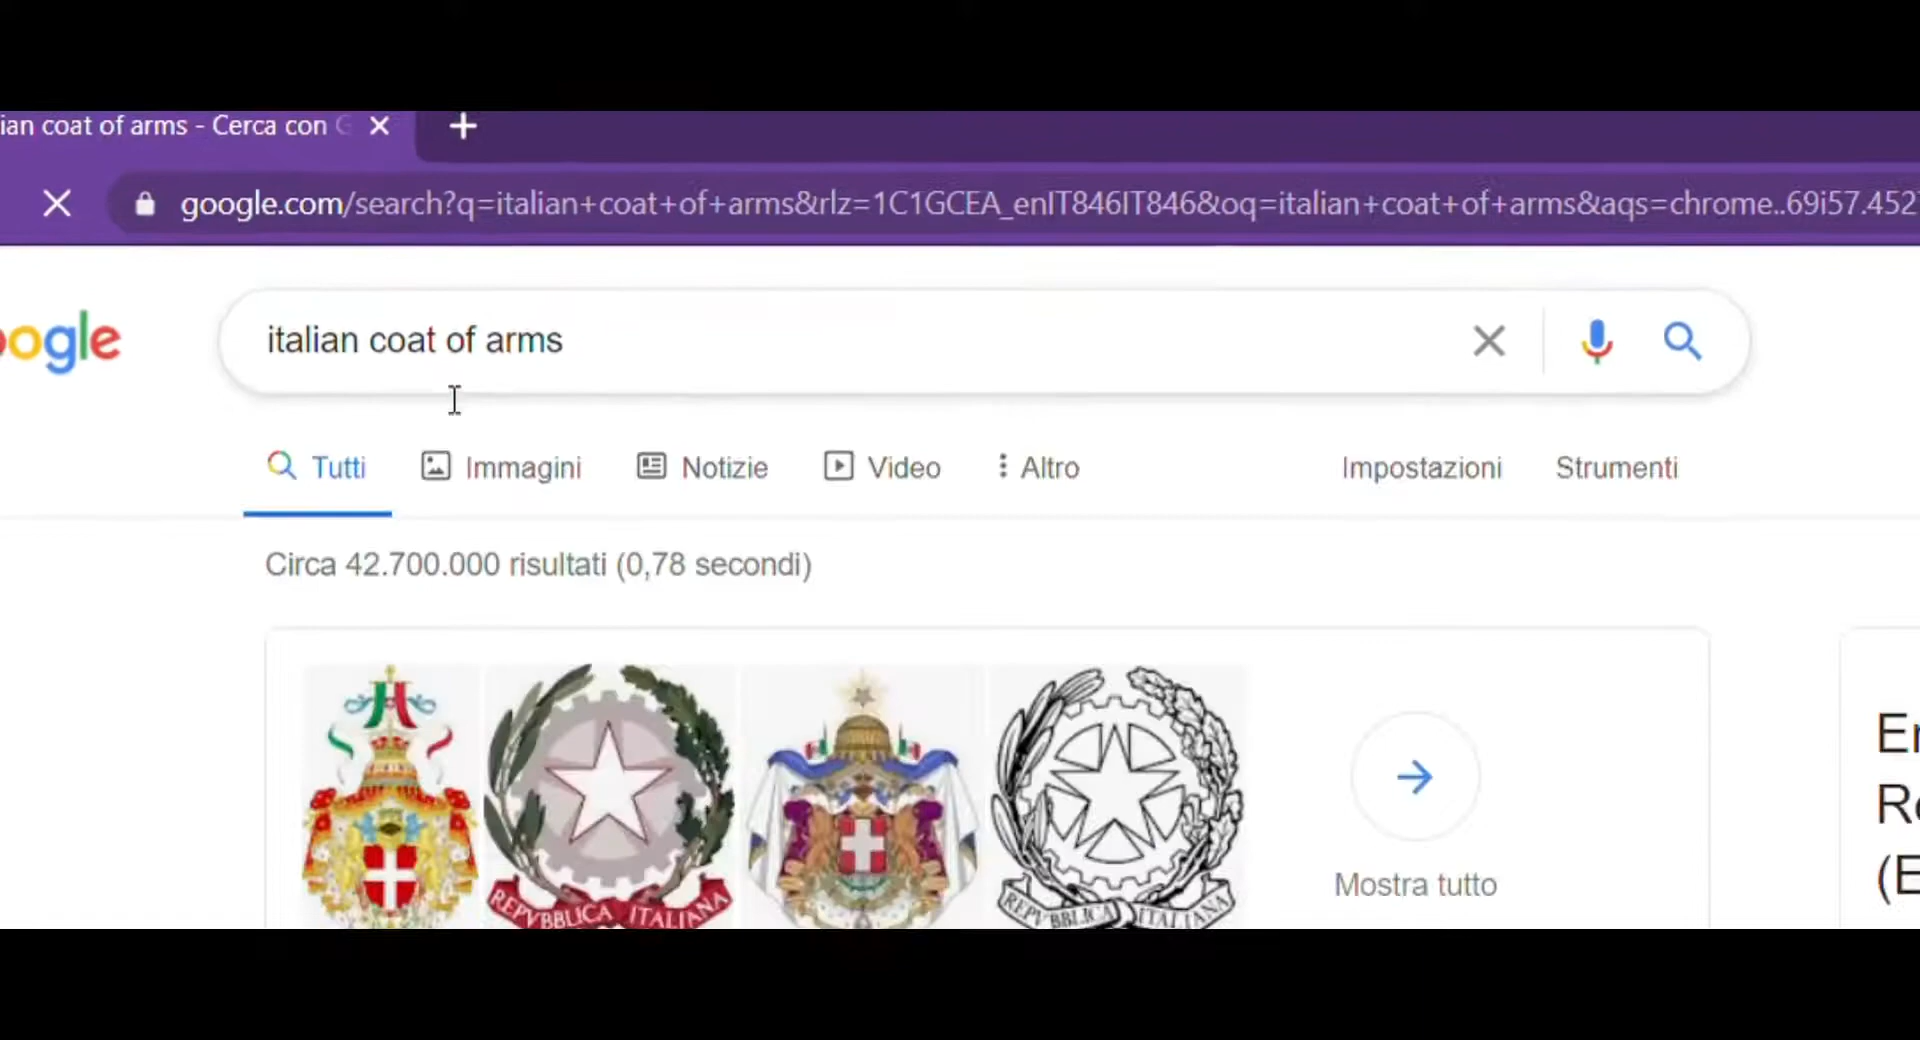 ian coat of arms - Cerca con G
google.com/search?q=italian+coat+of+arms&rlz=1C1GCEA_enIT846IT846&oq=italian+coat+of+arms&aqs=chrome..69i57.452
ogle
italian coat of arms
Tutti Immagini Notizie Video Altro Impostazioni Strumenti
Circa 42.700.000 risultati (0,78 secondi)
REPVBBLICA ITALIANA
REPVBBLICA ITALIANA
Mostra tutto